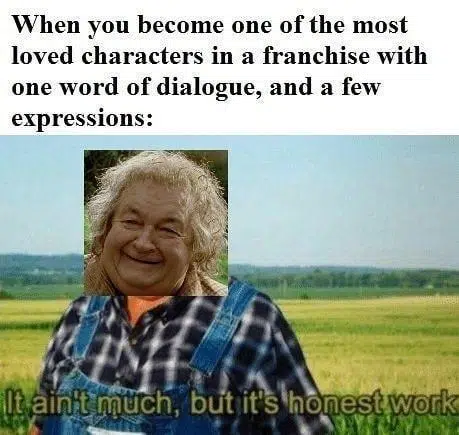 When you become one of the most
loved characters in a franchise with
one word of dialogue, and a few
expressions:
It ain't much, but it's honest work